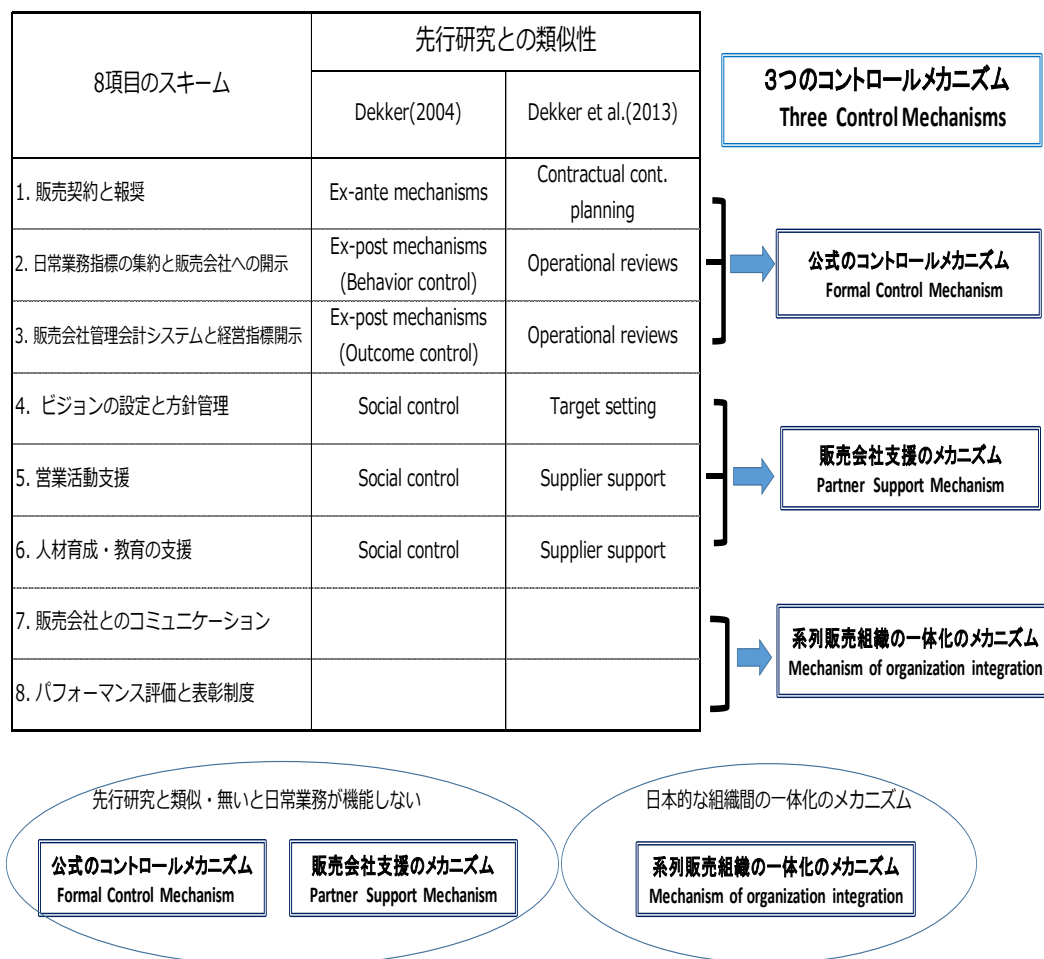 先行研究との類似性
8項目のスキーム
Dekker(2004)
Dekker et al.(2013)
3つのコントロールメカニズム
Three Control Mechanisms
1. 販売契約と報奨
Ex-ante mechanisms
Contractual cont.
planning
2. 日常業務指標の集約と販売会社への開示
Ex-post mechanisms
(Behavior control)
Operational reviews
3. 販売会社管理会計システムと経営指標開示
Ex-post mechanisms
(Outcome control)
Operational reviews
公式のコントロールメカニズム
Formal Control Mechanism
4. ビジョンの設定と方針管理
Social control
Target setting
5. 営業活動支援
Social control
Supplier support
6. 人材育成・教育の支援
Social control
Supplier support
販売会社支援のメカニズム
Partner Support Mechanism
7. 販売会社とのコミュニケーション
8. パフォーマンス評価と表彰制度
系列販売組織の一体化のメカニズム
Mechanism of organization integration
先行研究と類似・無いと日常業務が機能しない
公式のコントロールメカニズム
Formal Control Mechanism
販売会社支援のメカニズム
Partner Support Mechanism
日本的な組織間の一体化のメカニズム
系列販売組織の一体化のメカニズム
Mechanism of organization integration